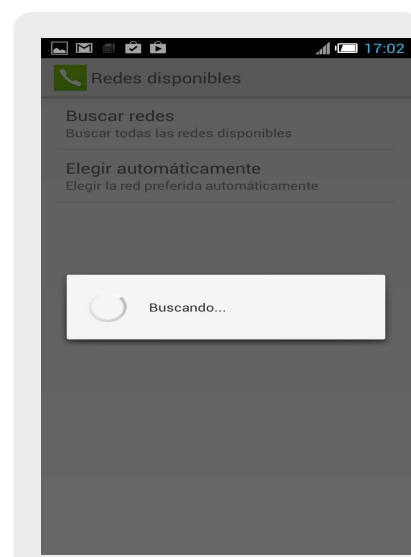 17:02
Redes disponibles
Buscar redes
Buscar todas las redes disponibles
Elegir automáticamente
Elegir la red preferida automáticamente
Buscando...